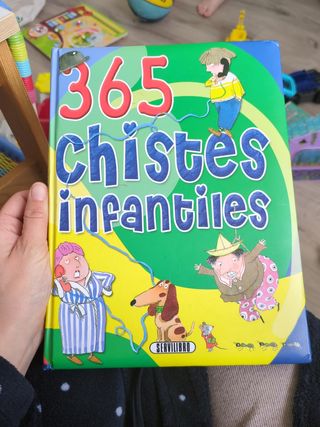 365
chistes
infantiles
SERVILIBRO